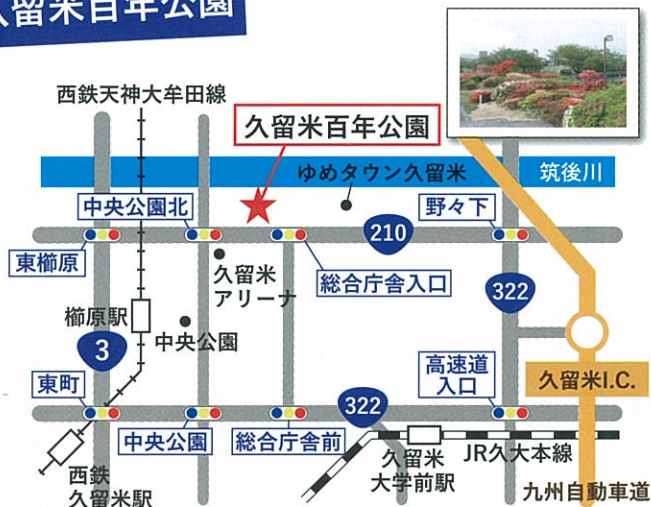 久留米百年公園
西鉄天神大牟田線
久留米百年公園
ゆめタウン久留米
筑後川
中央公園北
野々下
210
東櫛原
久留米
アリーナ
総合庁舎入口
322
櫛原駅
3
中央公園
高速道
入口
久留米I.C.
東町
322
中央公園
総合庁舎前
久留米
大学前駅
JR久大本線
西鉄
久留米駅
九州自動車道